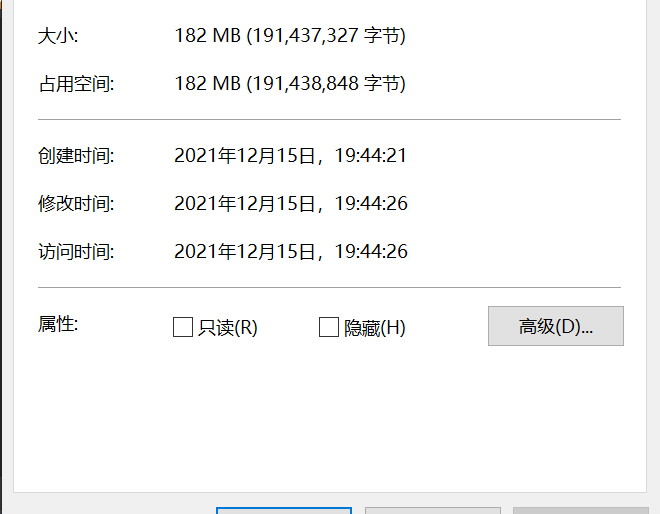 大小: 182 MB (191,437,327 字节)
占用空间: 182 MB (191,438,848 字节)
创建时间: 2021年12月15日，19:44:21
修改时间: 2021年12月15日，19:44:26
访问时间: 2021年12月15日，19:44:26
属性: 只读(R) 隐藏(H) 高级(D)...